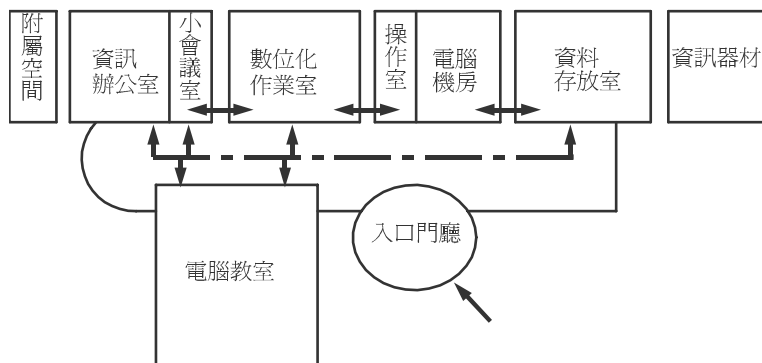 附屬空間
資訊
辦公室
小會議室
數位化
作業室
操作室
電腦
機房
資料
存放室
資訊器材
入口門廳
電腦教室